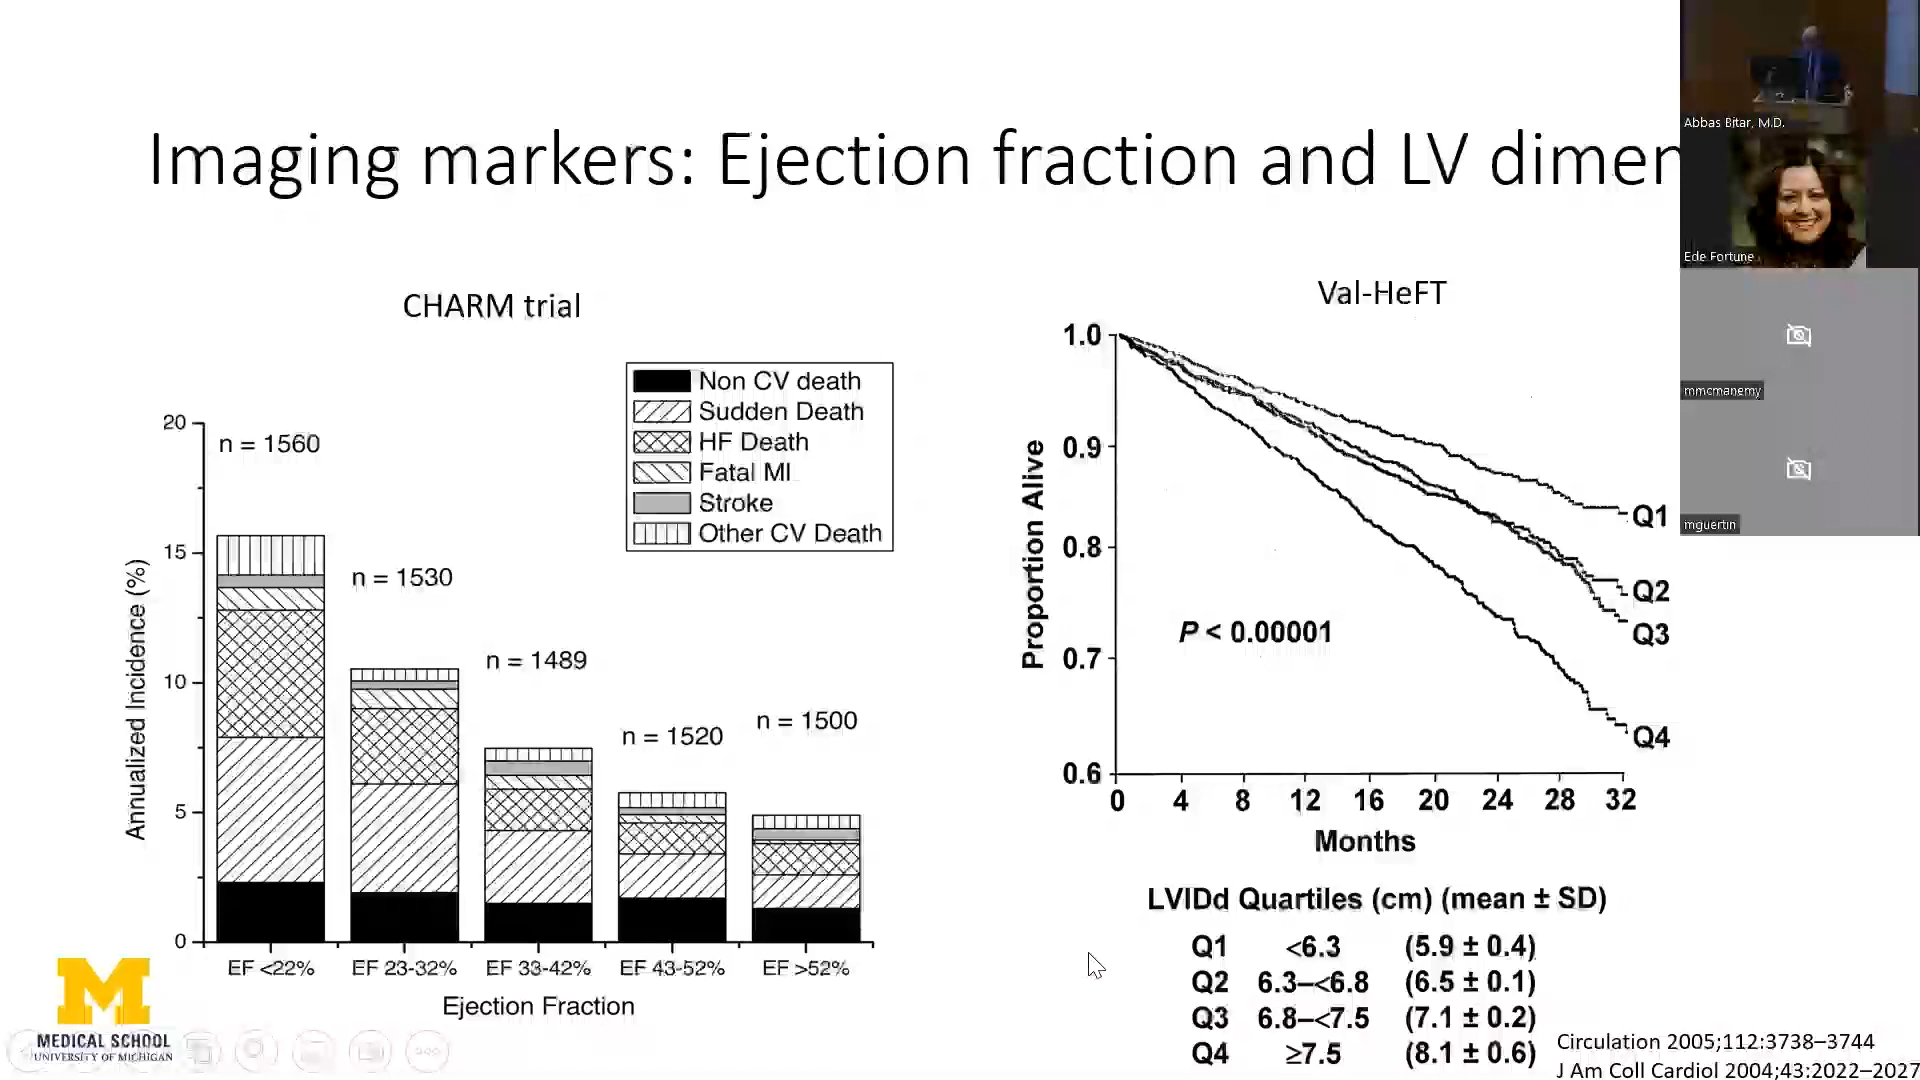 Imaging markers: Ejection fraction and LV dimen
Abbas Bitar, M.D.
Ede Fortune
mmcmanemy
mguertin
CHARM trial
Non CV death
Sudden Death
HF Death
Fatal MI
Stroke
Other CV Death
20
15
10
5
0
Annualized Incidence (%)
n = 1560
n = 1530
n = 1489
n = 1520
n = 1500
EF <22%
EF 23-32%
EF 33-42%
EF 43-52%
EF >52%
Ejection Fraction
Val-HeFT
1.0
0.9
0.8
0.7
0.6
Proportion Alive
P < 0.00001
Q1
Q2
Q3
Q4
0 4 8 12 16 20 24 28 32
Months
LVIDd Quartiles (cm) (mean ± SD)
Q1 <6.3 (5.9 ± 0.4)
Q2 6.3–<6.8 (6.5 ± 0.1)
Q3 6.8–<7.5 (7.1 ± 0.2)
Q4 ≥7.5 (8.1 ± 0.6)
M
MEDICAL SCHOOL
UNIVERSITY OF MICHIGAN
Circulation 2005;112:3738–3744
J Am Coll Cardiol 2004;43:2022–2027